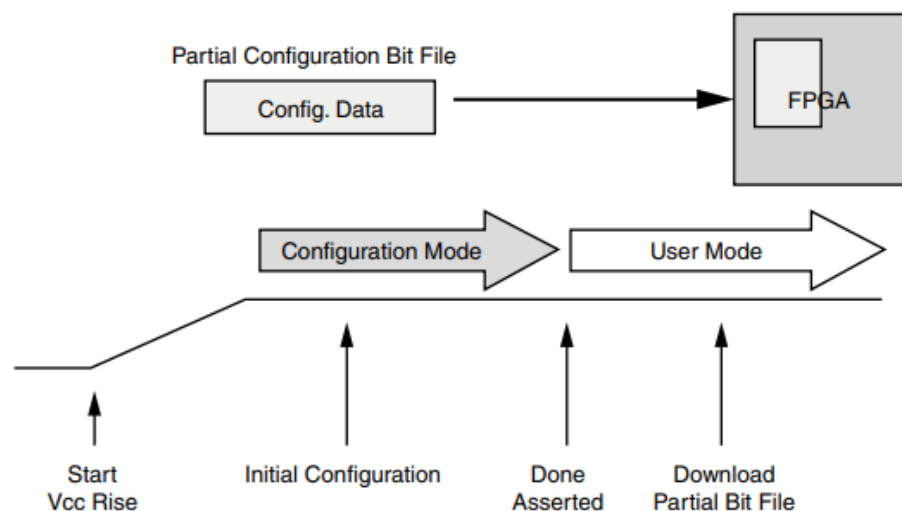 Partial Configuration Bit File
Config. Data
FPGA
Configuration Mode
User Mode
Start
Vcc Rise
Initial Configuration
Done
Asserted
Download
Partial Bit File